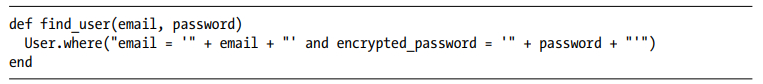 def find_user(email, password)
  User.where("email = '" + email + "' and encrypted_password = '" + password + "'")
end